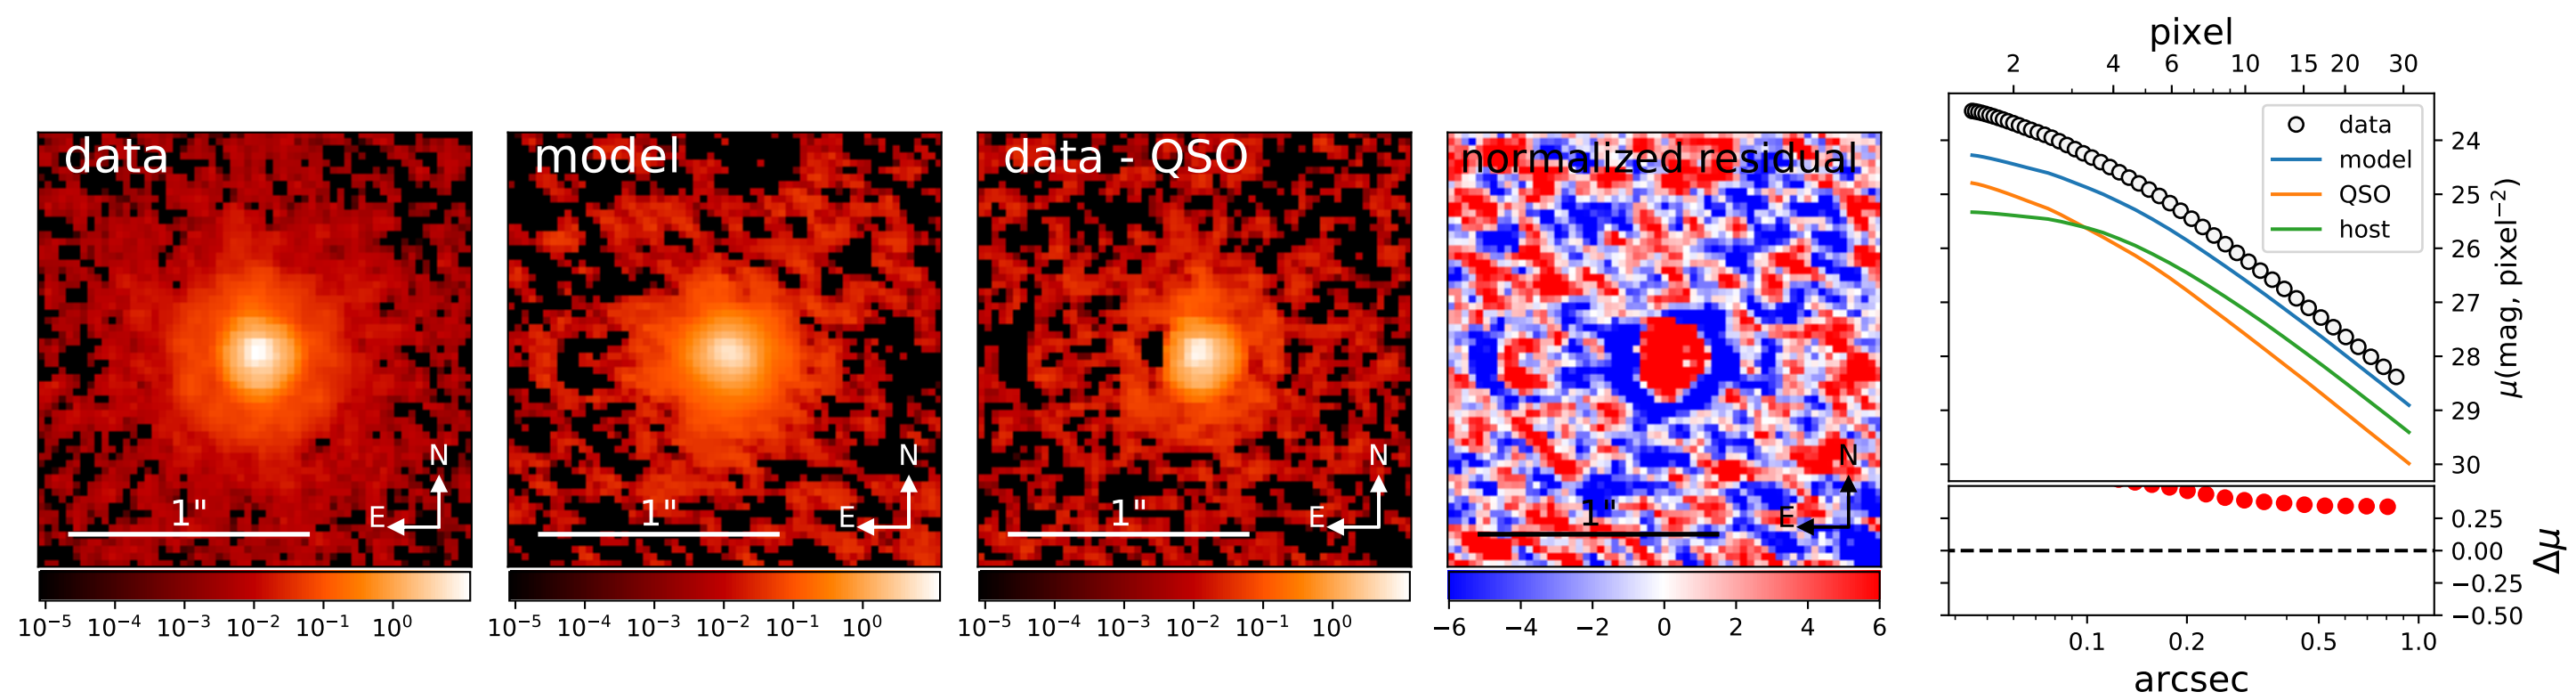 data
N
E
1"
10⁻⁵ 10⁻⁴ 10⁻³ 10⁻² 10⁻¹ 10⁰
model
N
E
1"
10⁻⁵ 10⁻⁴ 10⁻³ 10⁻² 10⁻¹ 10⁰
data - QSO
N
E
1"
10⁻⁵ 10⁻⁴ 10⁻³ 10⁻² 10⁻¹ 10⁰
normalized residual
N
E
1"
−6 −4 −2 0 2 4 6
pixel
2 4 6 10 15 20 30
data
model
QSO
host
24
25
26
27
28
29
30
μ(mag, pixel⁻²)
0.25
0.00
−0.25
−0.50
Δμ
0.1 0.2 0.5 1.0
arcsec